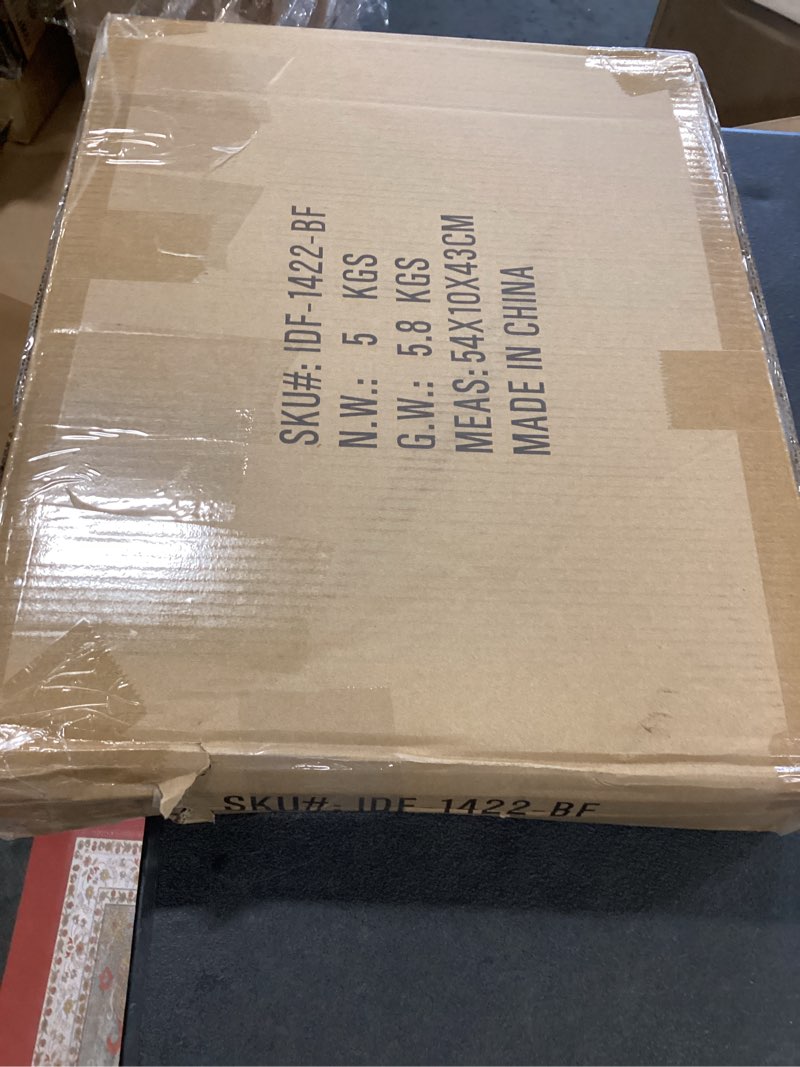 SKU#: IDF-1422-BF
N.W.: 5 KGS
G.W.: 5.8 KGS
MEAS: 54X10X43CM
MADE IN CHINA
SKU#: IDF-1422-BF